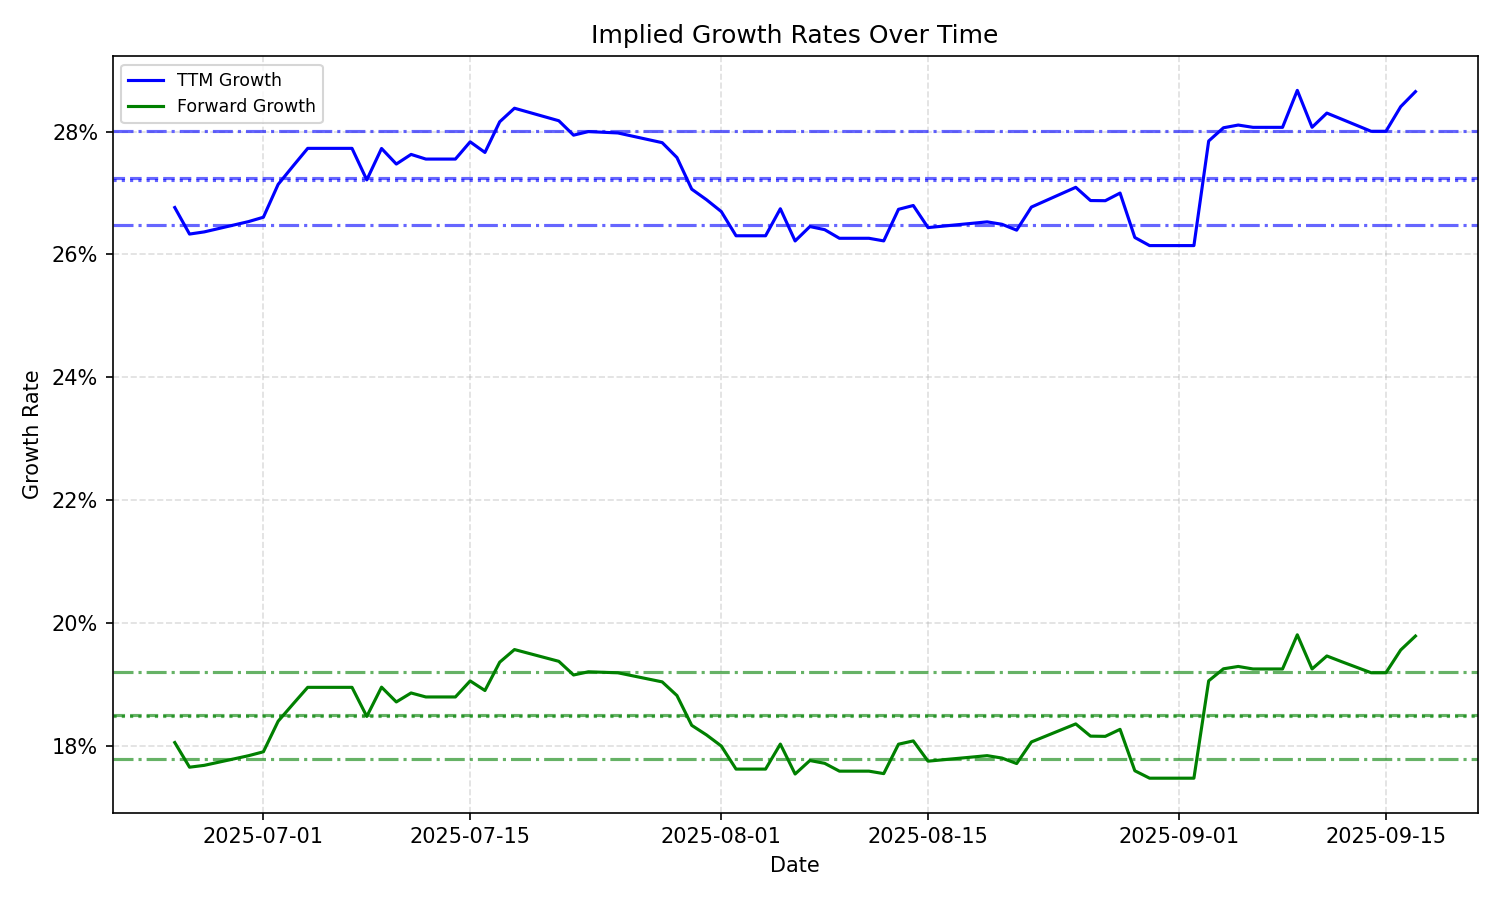 Implied Growth Rates Over Time
TTM Growth
Forward Growth
28%
26%
24%
22%
20%
18%
Growth Rate
2025-07-01
2025-07-15
2025-08-01
2025-08-15
2025-09-01
2025-09-15
Date